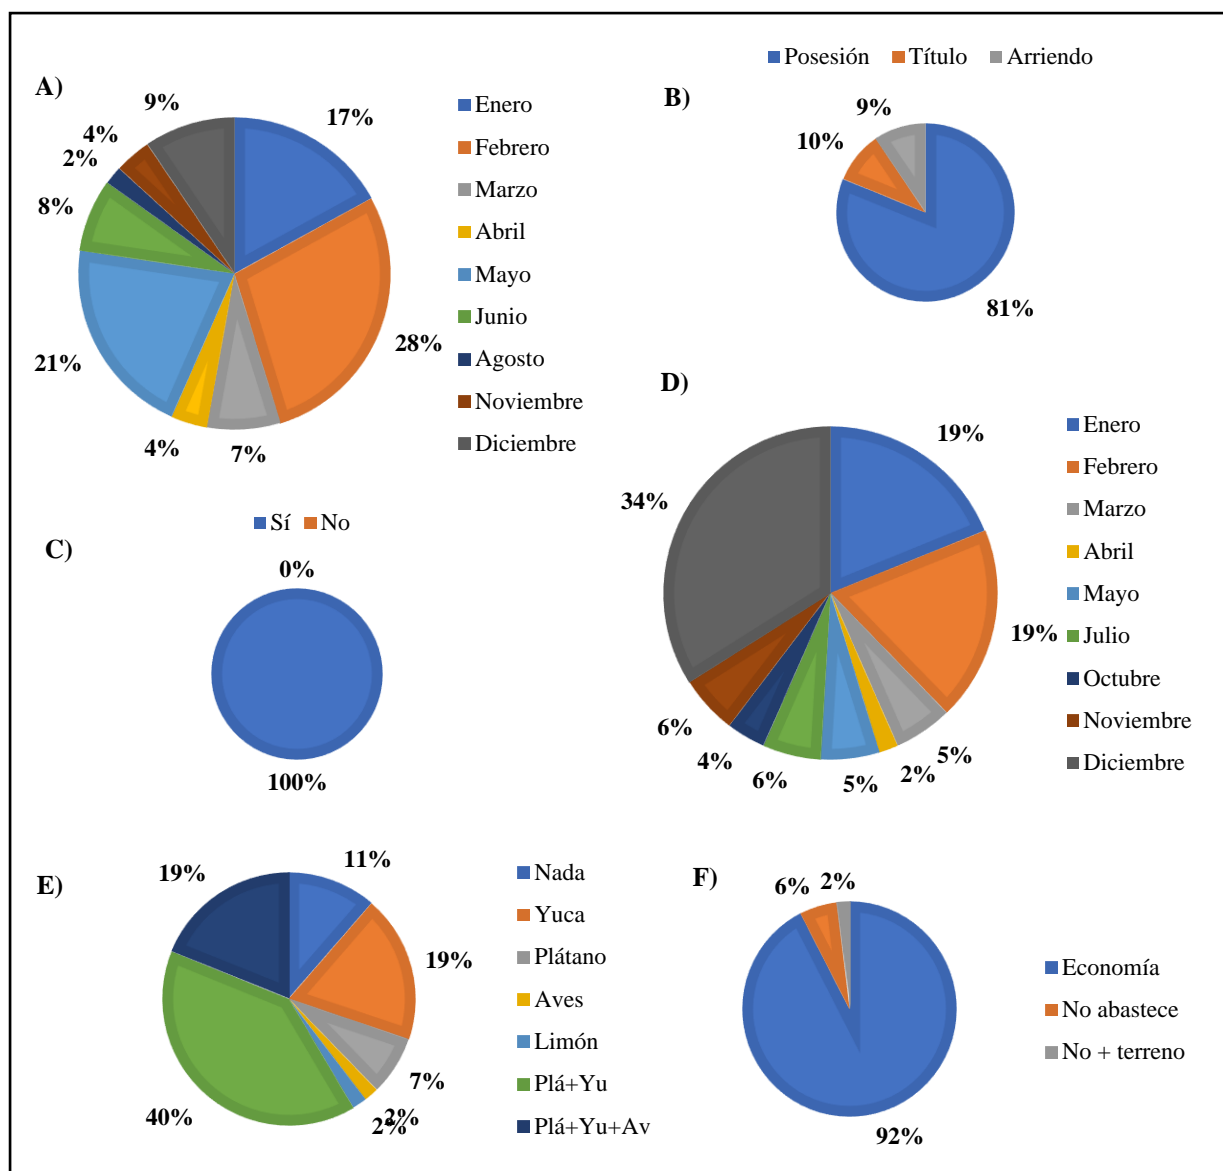 A)
9%
17%
4%
2%
8%
21%
4%
7%
28%
Enero
Febrero
Marzo
Abril
Mayo
Junio
Agosto
Noviembre
Diciembre
Posesión Título Arriendo
B)
9%
10%
81%
Sí No
C)
0%
100%
D)
19%
34%
19%
6%
4%
6%
5%
2%
5%
Enero
Febrero
Marzo
Abril
Mayo
Julio
Octubre
Noviembre
Diciembre
E)
19%
11%
19%
7%
2%
2%
40%
Nada
Yuca
Plátano
Aves
Limón
Plá+Yu
Plá+Yu+Av
F)
6%
2%
92%
Economía
No abastece
No + terreno